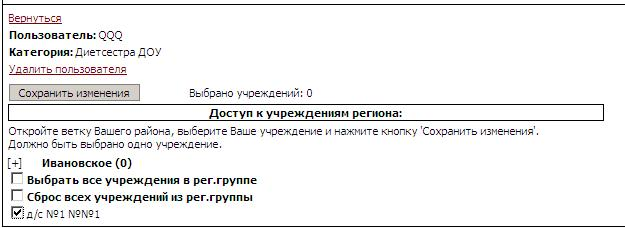 Вернуться
Пользователь: QQQ
Категория: Диетсестра ДОУ
Удалить пользователя
Сохранить изменения Выбрано учреждений: 0
Доступ к учреждениям региона:
Откройте ветку Вашего района, выберите Ваше учреждение и нажмите кнопку 'Сохранить изменения'.
Должно быть выбрано одно учреждение.
[+] Ивановское (0)
Выбрать все учреждения в рег.группе
Сброс всех учреждений из рег.группы
д/с №1 №№1